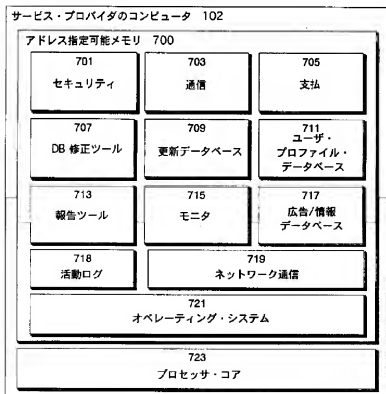 サービス・プロバイダのコンピュータ 102
アドレス指定可能メモリ 700
701
セキュリティ
703
通信
705
支払
707
DB 修正ツール
709
更新データベース
711
ユーザ・
プロファイル・
データベース
713
報告ツール
715
モニタ
717
広告/情報
データベース
718
活動ログ
719
ネットワーク通信
721
オペレーティング・システム
723
プロセッサ・コア